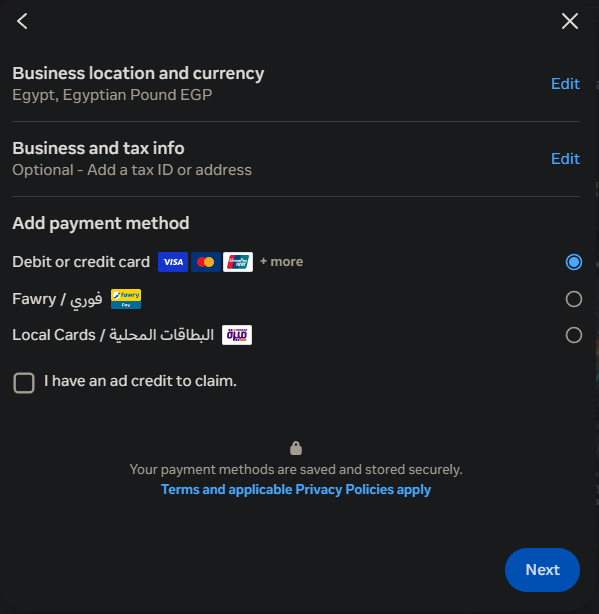 Business location and currency
Egypt, Egyptian Pound EGP
Edit
Business and tax info
Optional - Add a tax ID or address
Edit
Add payment method
Debit or credit card VISA + more
Fawry / فوري fawry Pay
Local Cards / البطاقات المحلية
I have an ad credit to claim.
Your payment methods are saved and stored securely.
Terms and applicable Privacy Policies apply
Next